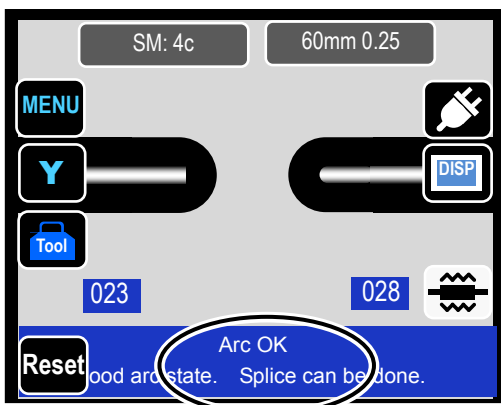 SM: 4c
60mm 0.25
MENU
Y
DISP
Tool
023
028
Arc OK
Reset
ood arc state. Splice can be done.